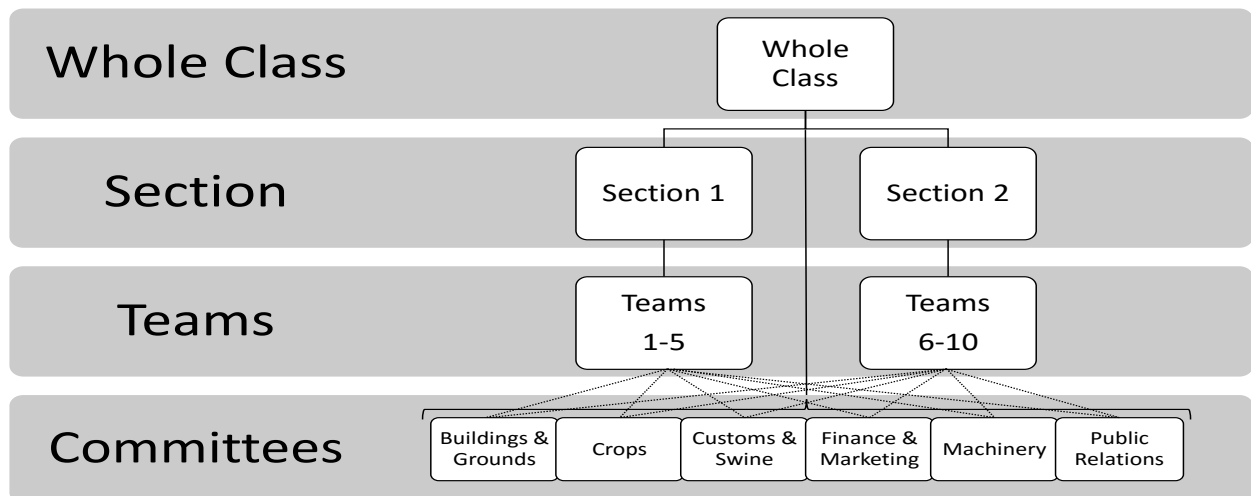 Whole Class
Whole
Class
Section
Section 1
Section 2
Teams
Teams
1-5
Teams
6-10
Committees
Buildings &
Grounds
Crops
Customs &
Swine
Finance &
Marketing
Machinery
Public
Relations